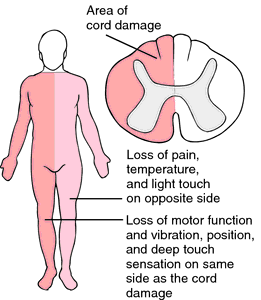 Area of
cord damage
Loss of pain,
temperature,
and light touch
on opposite side
Loss of motor function
and vibration, position,
and deep touch
sensation on same
side as the cord
damage